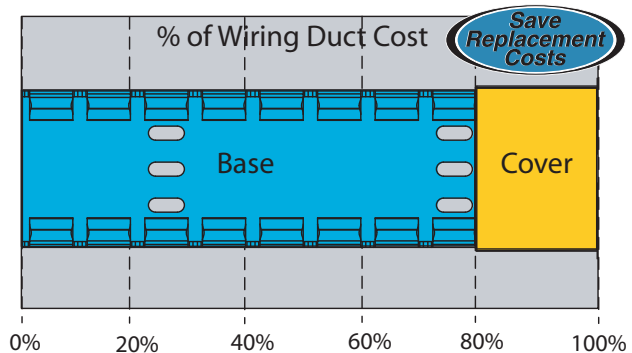 % of Wiring Duct Cost
Save
Replacement
Costs
Base
Cover
0%
20%
40%
60%
80%
100%